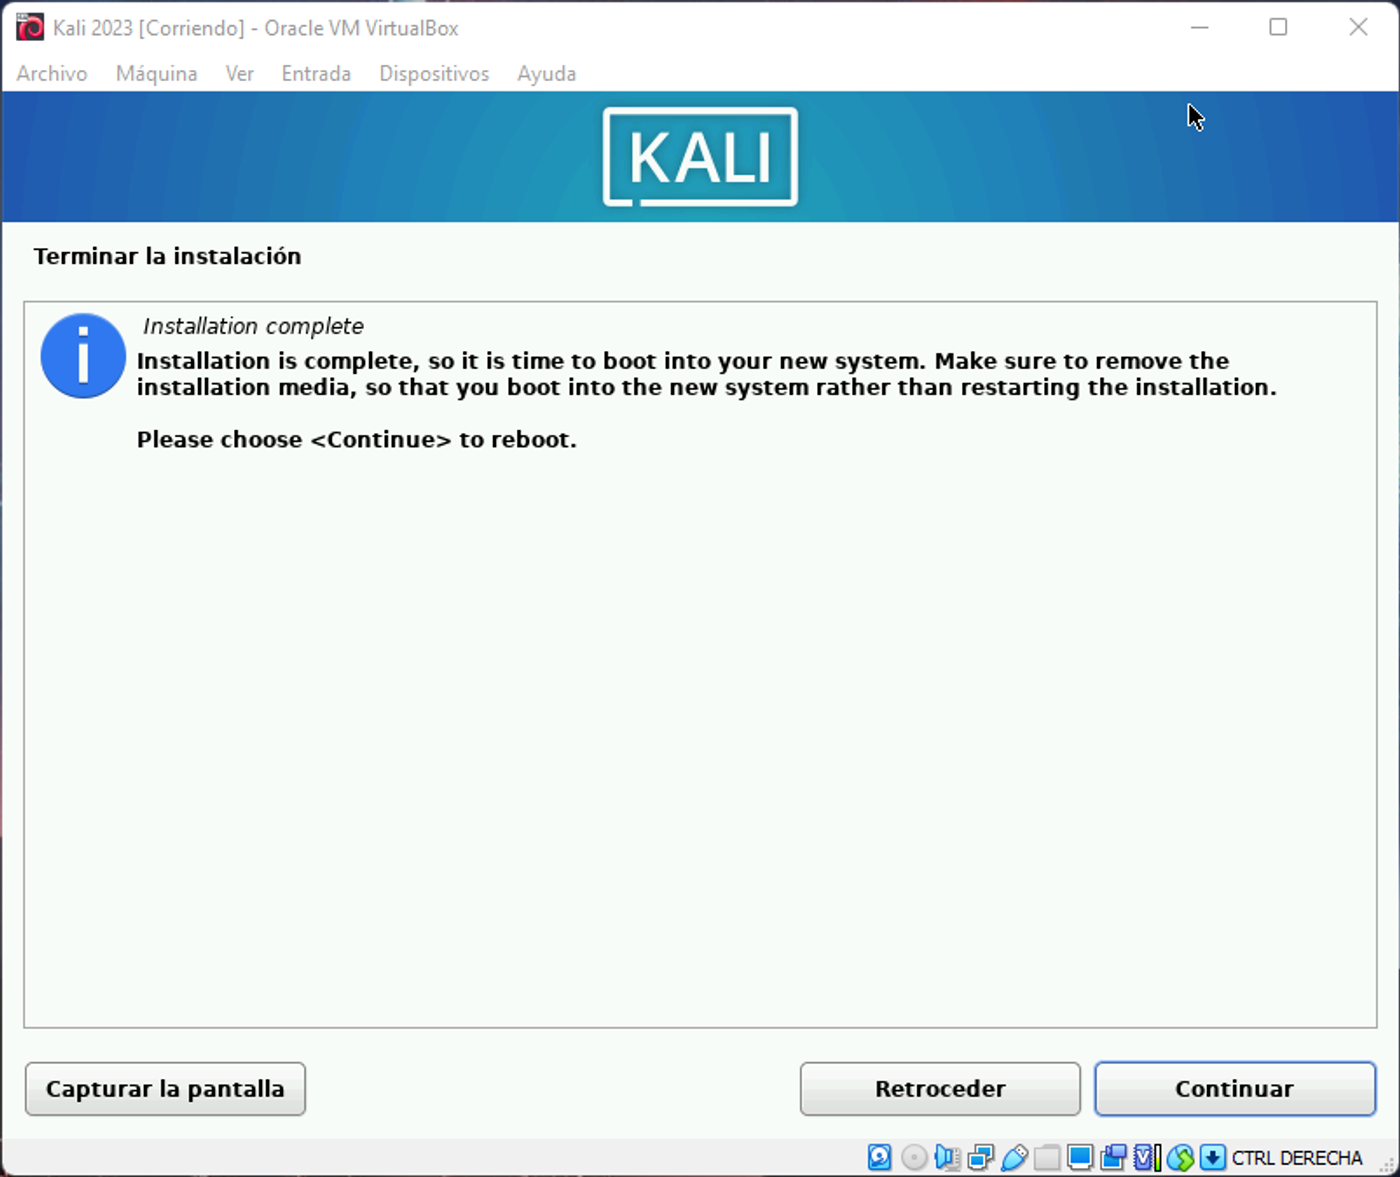 Kali 2023 [Corriendo] - Oracle VM VirtualBox
Archivo Máquina Ver Entrada Dispositivos Ayuda
KALI
Terminar la instalación
Installation complete
Installation is complete, so it is time to boot into your new system. Make sure to remove the
installation media, so that you boot into the new system rather than restarting the installation.
Please choose <Continue> to reboot.
Capturar la pantalla Retroceder Continuar
CTRL DERECHA